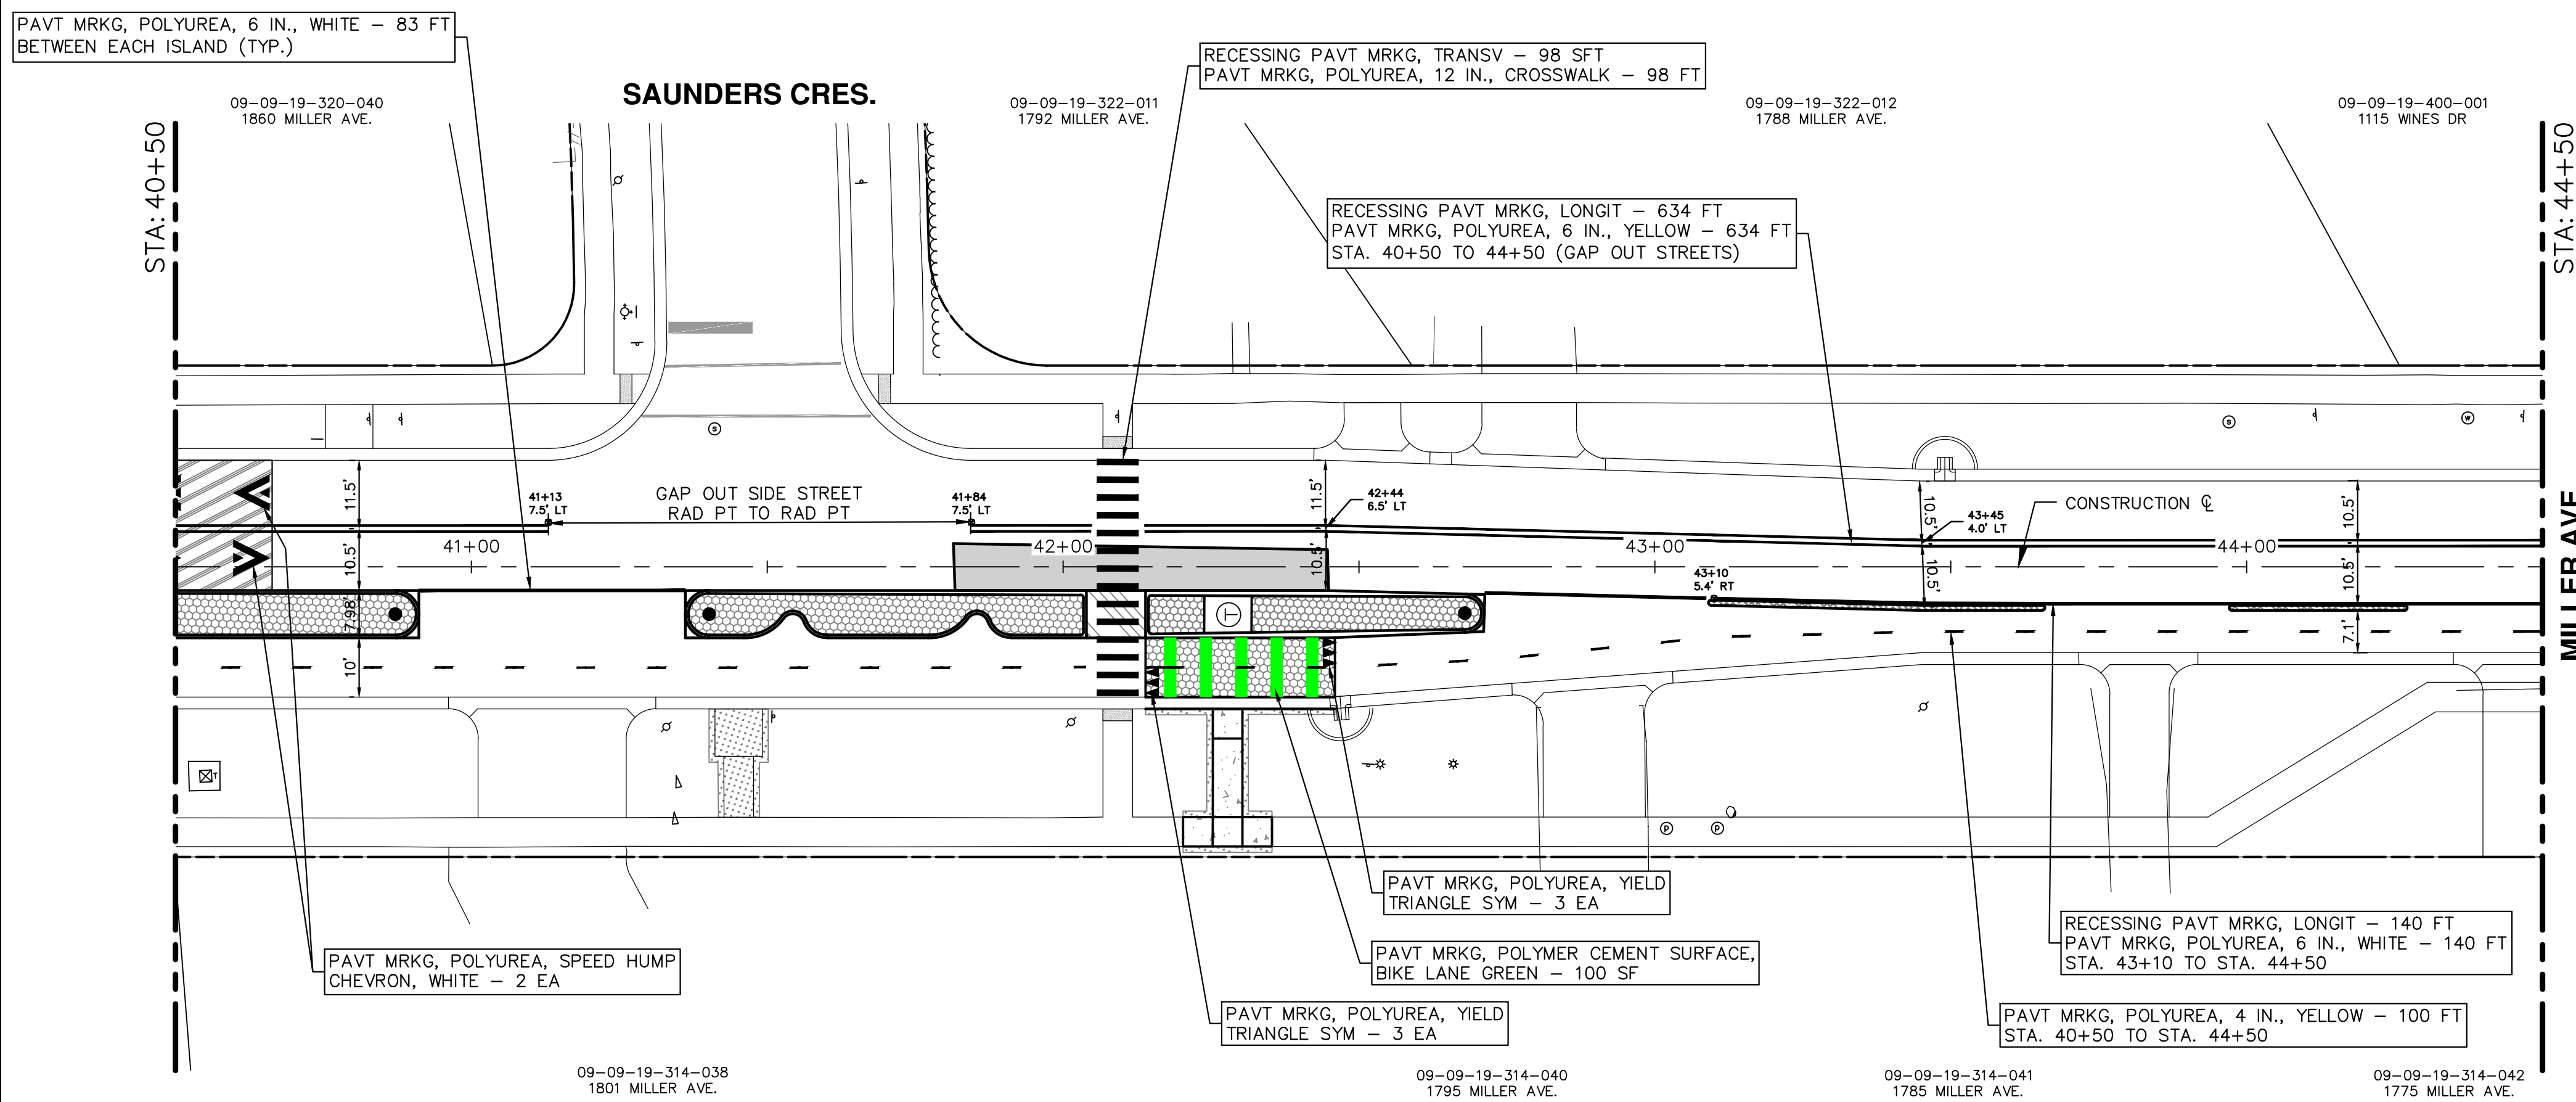 PAVT MRKG, POLYUREA, 6 IN., WHITE – 83 FT
BETWEEN EACH ISLAND (TYP.)
RECESSING PAVT MRKG, TRANSV – 98 SFT
PAVT MRKG, POLYUREA, 12 IN., CROSSWALK – 98 FT
SAUNDERS CRES.
09-09-19-320-040
1860 MILLER AVE.
09-09-19-322-011
1792 MILLER AVE.
09-09-19-322-012
1788 MILLER AVE.
09-09-19-400-001
1115 WINES DR
STA: 40+50
STA: 44+50
RECESSING PAVT MRKG, LONGIT – 634 FT
PAVT MRKG, POLYUREA, 6 IN., YELLOW – 634 FT
STA. 40+50 TO 44+50 (GAP OUT STREETS)
S
S
W
11.5'
41+13
7.5' LT
GAP OUT SIDE STREET
RAD PT TO RAD PT
41+84
7.5' LT
11.5'
42+44
6.5' LT
10.5'
43+45
4.0' LT
CONSTRUCTION ℄
10.5'
MILLER AVE
10.5'
41+00
42+00
10.5'
43+00
10.5'
44+00
10.5'
43+10
5.4' RT
7.98'
T
7.1'
10'
T
P
P
PAVT MRKG, POLYUREA, YIELD
TRIANGLE SYM – 3 EA
RECESSING PAVT MRKG, LONGIT – 140 FT
PAVT MRKG, POLYUREA, 6 IN., WHITE – 140 FT
STA. 43+10 TO STA. 44+50
PAVT MRKG, POLYUREA, SPEED HUMP
CHEVRON, WHITE – 2 EA
PAVT MRKG, POLYMER CEMENT SURFACE,
BIKE LANE GREEN – 100 SF
PAVT MRKG, POLYUREA, YIELD
TRIANGLE SYM – 3 EA
PAVT MRKG, POLYUREA, 4 IN., YELLOW – 100 FT
STA. 40+50 TO STA. 44+50
09-09-19-314-038
1801 MILLER AVE.
09-09-19-314-040
1795 MILLER AVE.
09-09-19-314-041
1785 MILLER AVE.
09-09-19-314-042
1775 MILLER AVE.